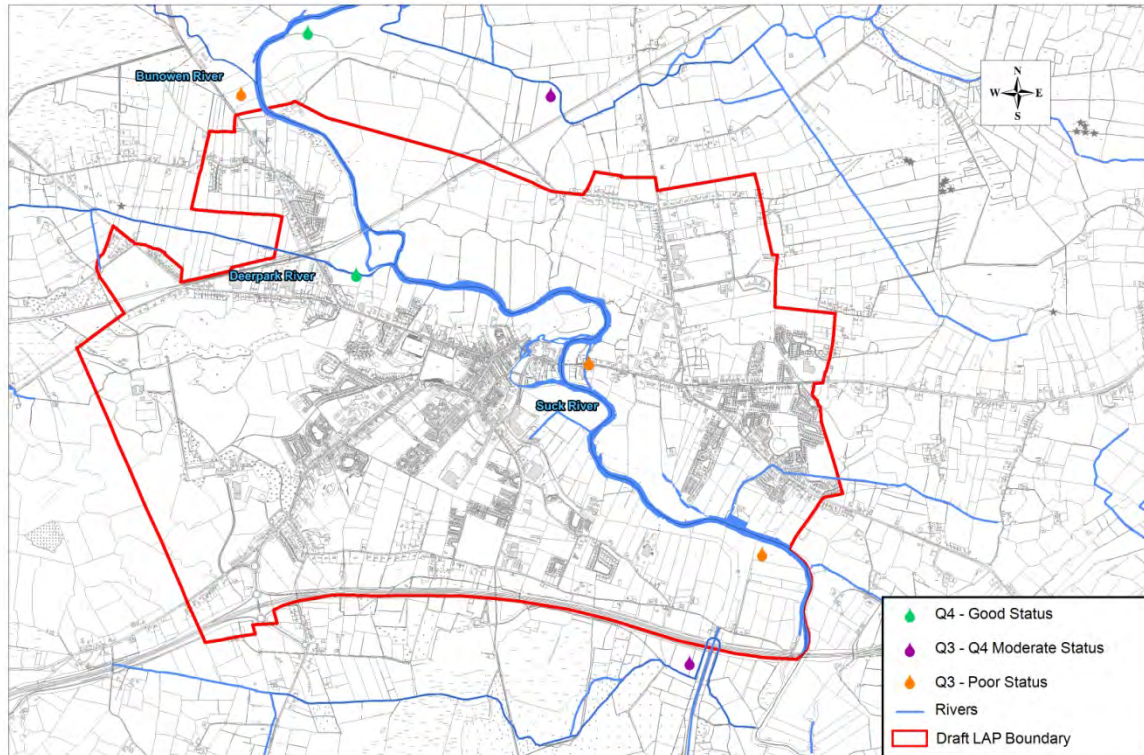 Bunowen River
N
W E
S
Deerpark River
Suck River
Q4 - Good Status
Q3 - Q4 Moderate Status
Q3 - Poor Status
Rivers
Draft LAP Boundary